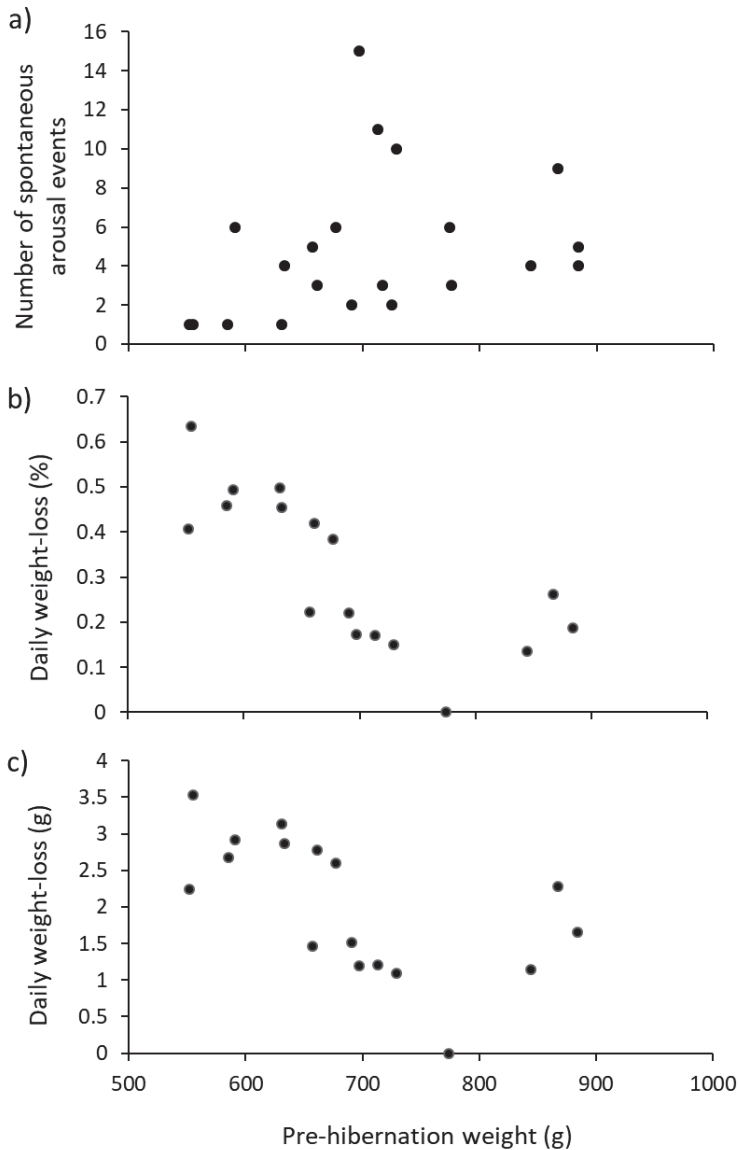 a)
Number of spontaneous
arousal events
16
14
12
10
8
6
4
2
0
b)
Daily weight-loss (%)
0.7
0.6
0.5
0.4
0.3
0.2
0.1
0
c)
Daily weight-loss (g)
4
3.5
3
2.5
2
1.5
1
0.5
0
500 600 700 800 900 1000
Pre-hibernation weight (g)